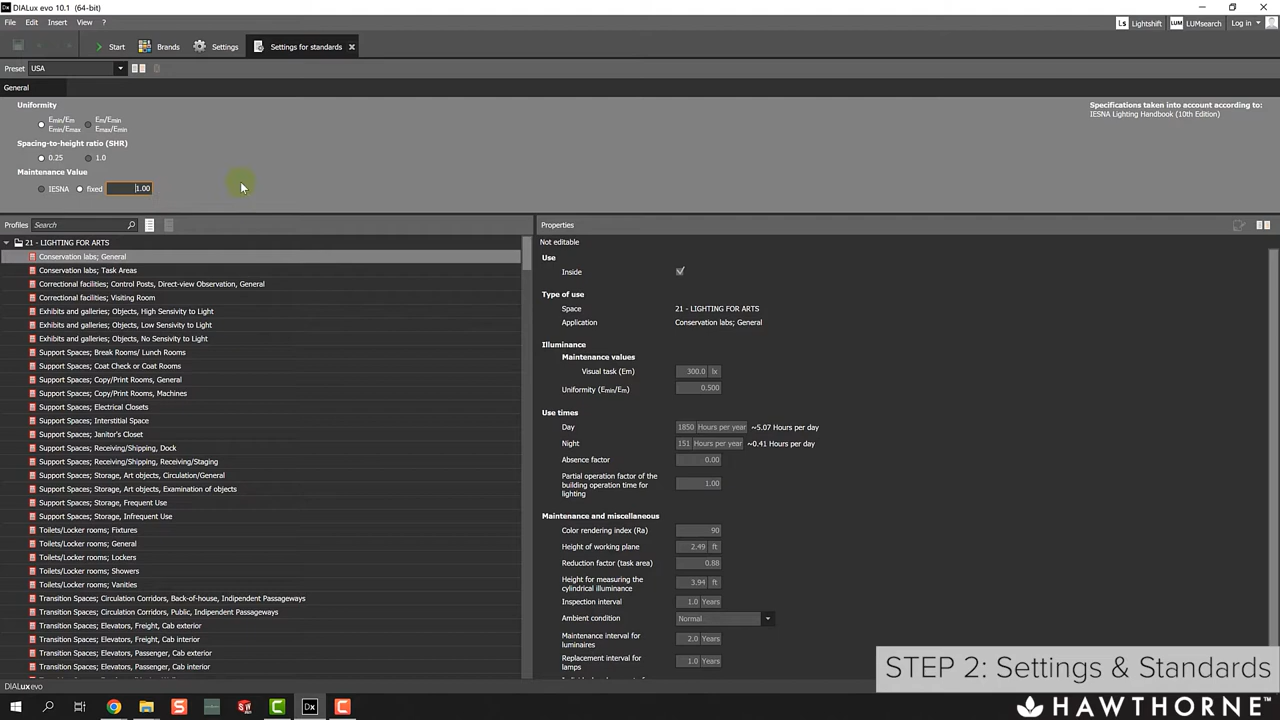 DIALux evo 10.1 (64-bit)
File Edit Insert View ?
Ls Lightshift LUM LUMsearch Log in
Start Brands Settings Settings for standards
Preset USA
General
Uniformity
Emin/Em Em/Emin
Emin/Emax Emax/Emin
Specifications taken into account according to:
IESNA Lighting Handbook (10th Edition)
Spacing-to-height ratio (SHR)
0.25 1.0
Maintenance Value
IESNA fixed 1.00
Profiles Search
21 - LIGHTING FOR ARTS
Conservation labs; General
Conservation labs; Task Areas
Correctional facilities; Control Posts, Direct-view Observation, General
Correctional facilities; Visiting Room
Exhibits and galleries; Objects, High Sensivity to Light
Exhibits and galleries; Objects, Low Sensivity to Light
Exhibits and galleries; Objects, No Sensivity to Light
Support Spaces; Break Rooms/ Lunch Rooms
Support Spaces; Coat Check or Coat Rooms
Support Spaces; Copy/Print Rooms, General
Support Spaces; Copy/Print Rooms, Machines
Support Spaces; Electrical Closets
Support Spaces; Interstitial Space
Support Spaces; Janitor's Closet
Support Spaces; Receiving/Shipping, Dock
Support Spaces; Receiving/Shipping, Receiving/Staging
Support Spaces; Storage, Art objects, Circulation/General
Support Spaces; Storage, Art objects, Examination of objects
Support Spaces; Storage, Frequent Use
Support Spaces; Storage, Infrequent Use
Toilets/Locker rooms; Fixtures
Toilets/Locker rooms; General
Toilets/Locker rooms; Lockers
Toilets/Locker rooms; Showers
Toilets/Locker rooms; Vanities
Transition Spaces; Circulation Corridors, Back-of-house, Indipendent Passageways
Transition Spaces; Circulation Corridors, Public, Indipendent Passageways
Transition Spaces; Elevators, Freight, Cab exterior
Transition Spaces; Elevators, Freight, Cab interior
Transition Spaces; Elevators, Passenger, Cab exterior
Transition Spaces; Elevators, Passenger, Cab interior
Properties
Not editable
Use
Inside
Type of use
Space 21 - LIGHTING FOR ARTS
Application Conservation labs; General
Illuminance
Maintenance values
Visual task (Em) 300.0 lx
Uniformity (Emin/Em) 0.500
Use times
Day 1850 Hours per year ~5.07 Hours per day
Night 151 Hours per year ~0.41 Hours per day
Absence factor 0.00
Partial operation factor of the
building operation time for 1.00
lighting
Maintenance and miscellaneous
Color rendering index (Ra) 90
Height of working plane 2.49 ft
Reduction factor (task area) 0.88
Height for measuring the
cylindrical illuminance 3.94 ft
Inspection interval 1.0 Years
Ambient condition Normal
Maintenance interval for
luminaires 2.0 Years
Replacement interval for
lamps 1.0 Years
STEP 2: Settings & Standards
DIALux evo
HAWTHORNE™